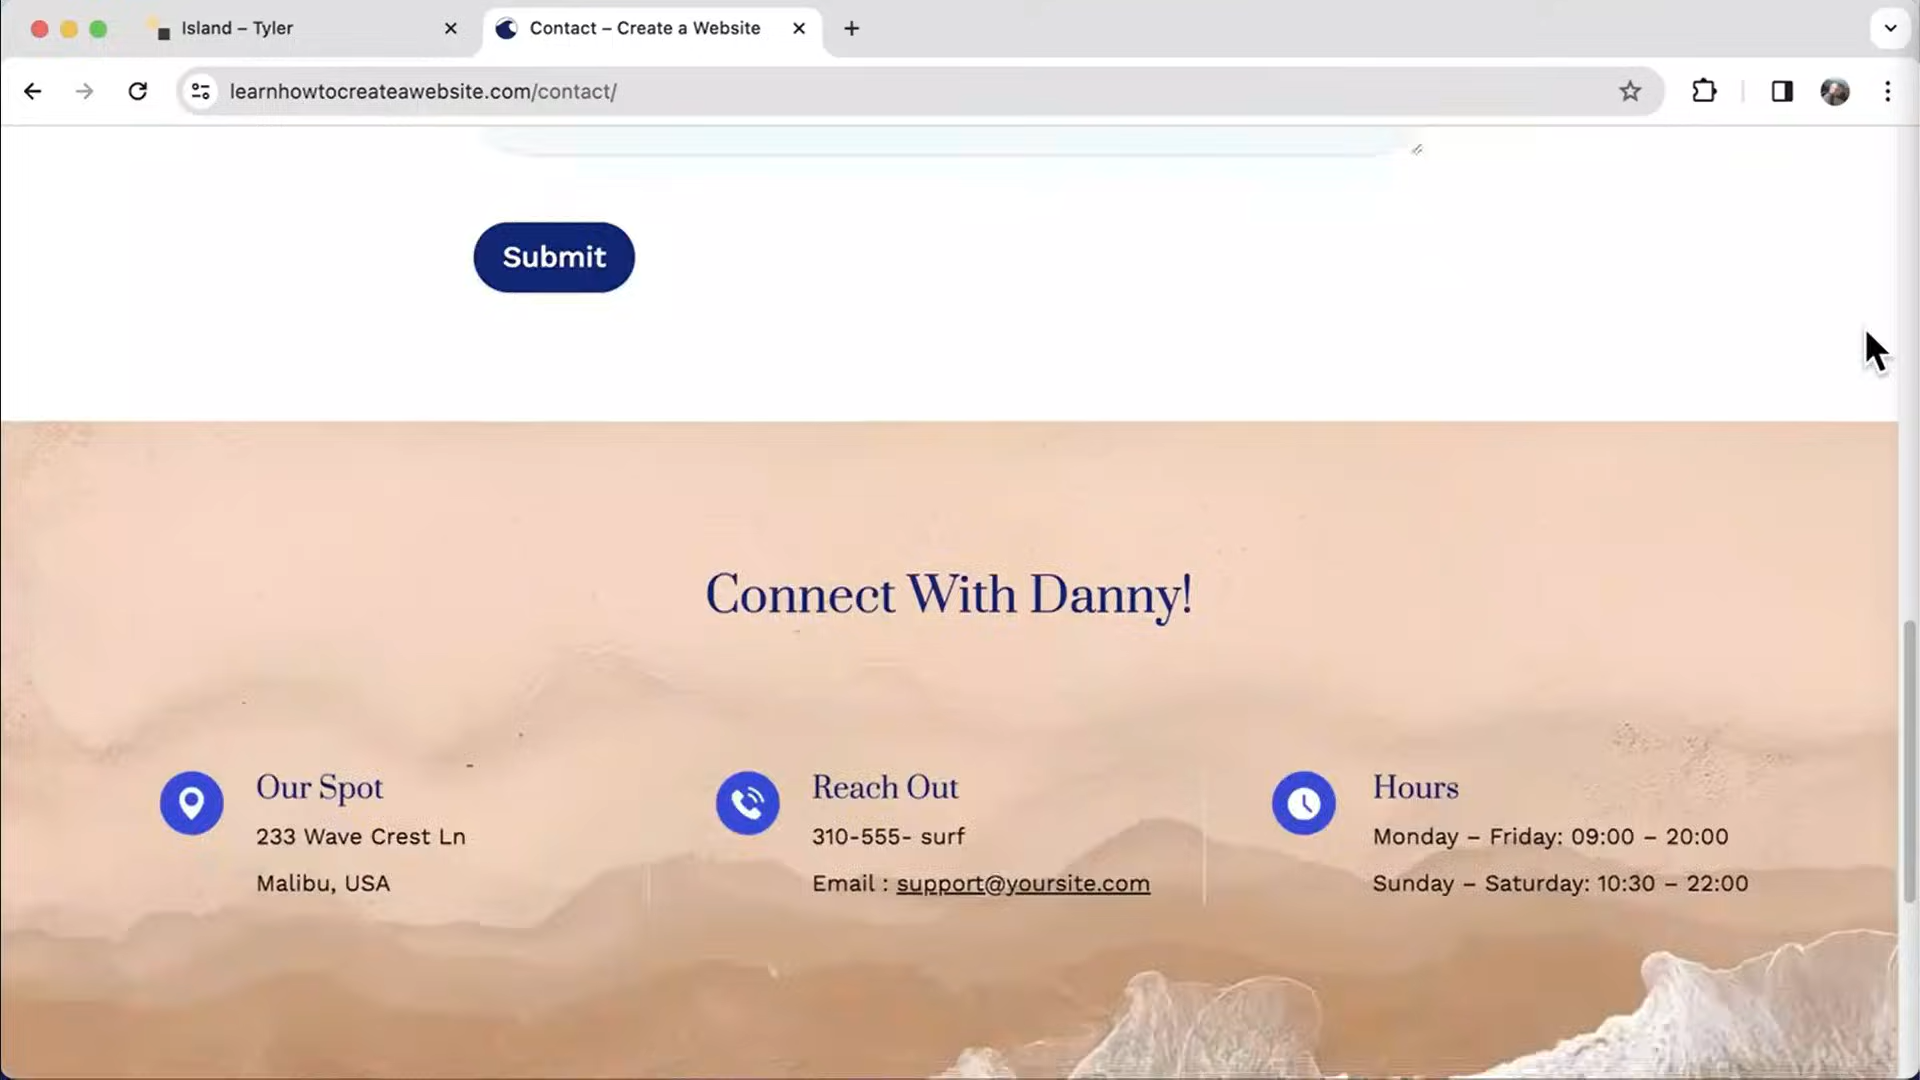 Island – Tyler
Contact – Create a Website
learnhowtocreateawebsite.com/contact/
Submit
Connect With Danny!
Our Spot
233 Wave Crest Ln
Malibu, USA
Reach Out
310-555- surf
Email : support@yoursite.com
Hours
Monday – Friday: 09:00 – 20:00
Sunday – Saturday: 10:30 – 22:00